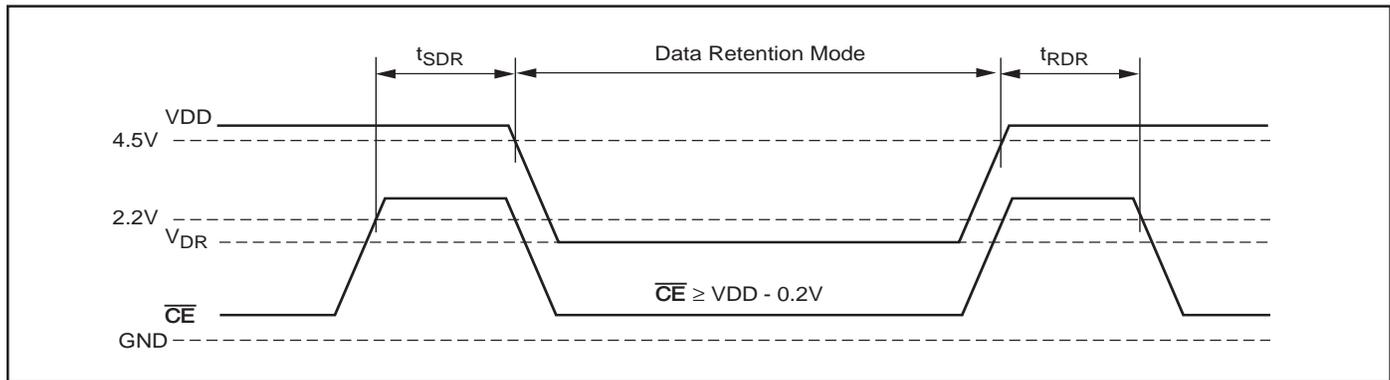 tSDR
Data Retention Mode
tRDR
VDD
4.5V
2.2V
VDR
CE ≥ VDD - 0.2V
CE
GND